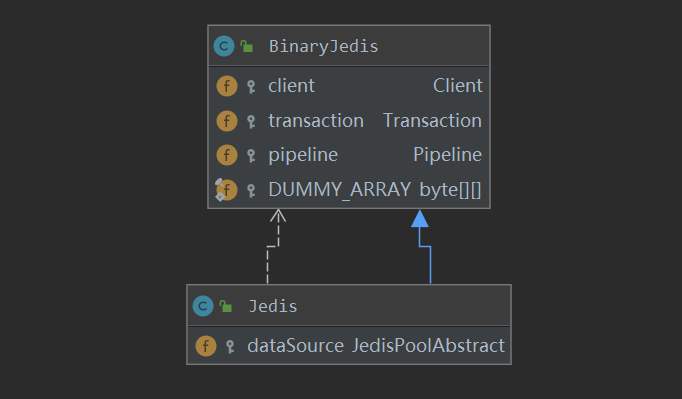 C BinaryJedis
f client Client
f transaction Transaction
f pipeline Pipeline
f DUMMY_ARRAY byte[][]
C Jedis
f dataSource JedisPoolAbstract